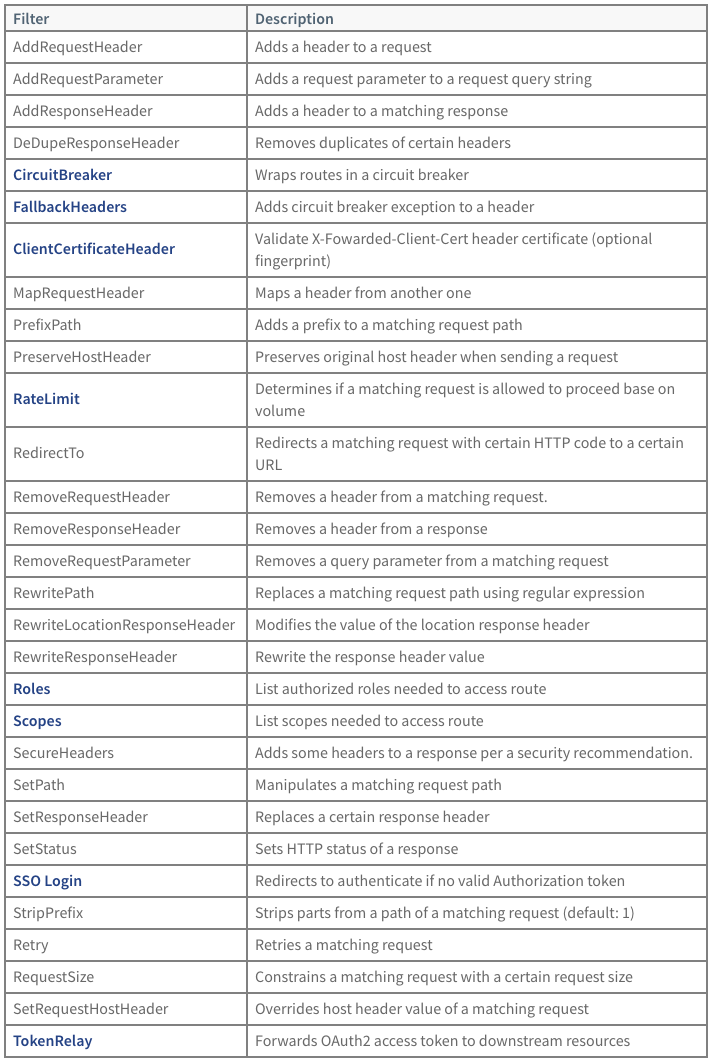 Filter Description
AddRequestHeader Adds a header to a request
AddRequestParameter Adds a request parameter to a request query string
AddResponseHeader Adds a header to a matching response
DeDupeResponseHeader Removes duplicates of certain headers
CircuitBreaker Wraps routes in a circuit breaker
FallbackHeaders Adds circuit breaker exception to a header
ClientCertificateHeader Validate X-Fowarded-Client-Cert header certificate (optional
fingerprint)
MapRequestHeader Maps a header from another one
PrefixPath Adds a prefix to a matching request path
PreserveHostHeader Preserves original host header when sending a request
RateLimit Determines if a matching request is allowed to proceed base on
volume
RedirectTo Redirects a matching request with certain HTTP code to a certain
URL
RemoveRequestHeader Removes a header from a matching request.
RemoveResponseHeader Removes a header from a response
RemoveRequestParameter Removes a query parameter from a matching request
RewritePath Replaces a matching request path using regular expression
RewriteLocationResponseHeader Modifies the value of the location response header
RewriteResponseHeader Rewrite the response header value
Roles List authorized roles needed to access route
Scopes List scopes needed to access route
SecureHeaders Adds some headers to a response per a security recommendation.
SetPath Manipulates a matching request path
SetResponseHeader Replaces a certain response header
SetStatus Sets HTTP status of a response
SSO Login Redirects to authenticate if no valid Authorization token
StripPrefix Strips parts from a path of a matching request (default: 1)
Retry Retries a matching request
RequestSize Constrains a matching request with a certain request size
SetRequestHostHeader Overrides host header value of a matching request
TokenRelay Forwards OAuth2 access token to downstream resources